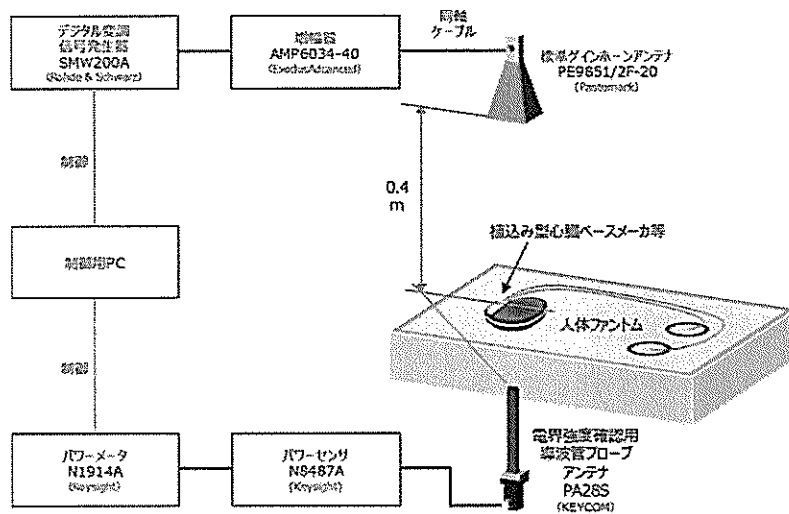 デジタル変調
信号発生器
SMW200A
(Rohde & Schwarz)
増幅器
AMP6034-40
(ExodusAdvanced)
同軸
ケーブル
標準ゲインホーンアンテナ
PE9851/2F-20
(Pasternack)
制御
0.4
m
制御用PC
植込み型心臓ペースメーカ等
人体ファントム
制御
パワーメータ
N1914A
(Keysight)
パワーセンサ
N8487A
(Keysight)
電界強度確認用
導波管プローブ
アンテナ
PA28S
(KEYCOM)